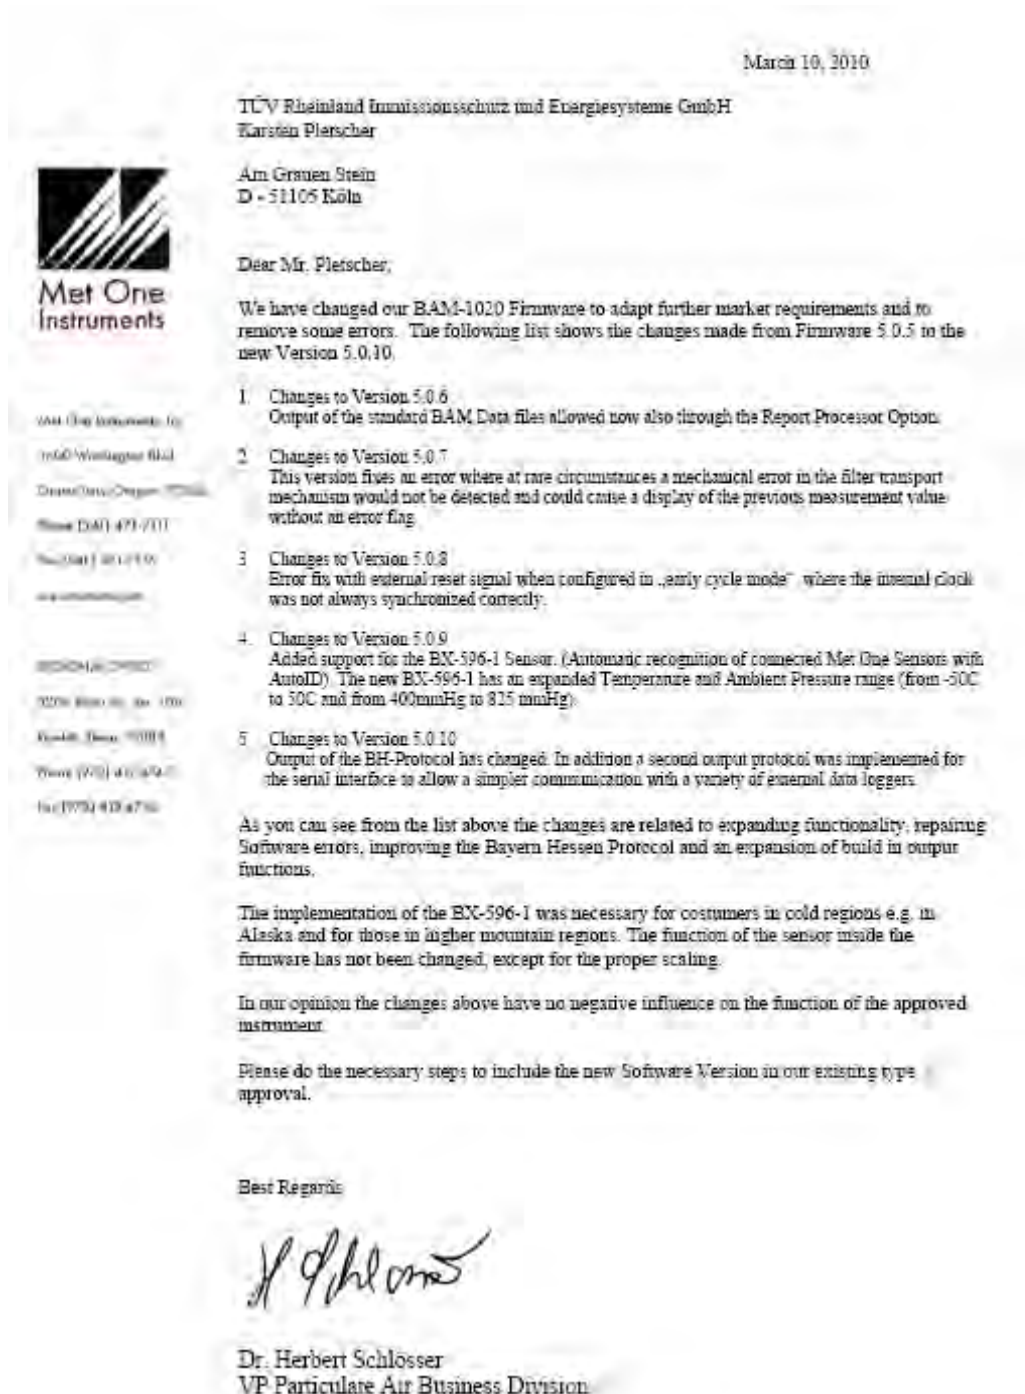 March 10, 2010
TÜV Rheinland Immissionsschutz und Energiesysteme GmbH
Karsten Pletscher
Am Grauen Stein
D - 51105 Köln
Met One
Instruments
Dear Mr. Pletscher,
We have changed our BAM-1020 Firmware to adapt further market requirements and to
remove some errors. The following list shows the changes made from Firmware 5.0.5 to the
new Version 5.0.10.
1. Changes to Version 5.0.6
Output of the standard BAM Data files allowed now also through the Report Processor Option.
2. Changes to Version 5.0.7
This version fixes an error where at rare circumstances a mechanical error in the filter transport
mechanism would not be detected and could cause a display of the previous measurement value
without an error flag.
3. Changes to Version 5.0.8
Error fix with external reset signal when configured in „early cycle mode“, where the internal clock
was not always synchronized correctly.
4. Changes to Version 5.0.9
Added support for the BX-596-1 Sensor. (Automatic recognition of connected Met One Sensors with
AutoID). The new BX-596-1 has an expanded Temperature and Ambient Pressure range (from -50C
to 50C and from 400mmHg to 825 mmHg).
5. Changes to Version 5.0.10
Output of the BH-Protocol has changed. In addition a second output protocol was implemented for
the serial interface to allow a simpler communication with a variety of external data loggers.
As you can see from the list above the changes are related to expanding functionality, repairing
Software errors, improving the Bayern Hessen Protocol and an expansion of build in output
functions.
The implementation of the BX-596-1 was necessary for costumers in cold regions e.g. in
Alaska and for those in higher mountain regions. The function of the sensor inside the
firmware has not been changed, except for the proper scaling.
In our opinion the changes above have no negative influence on the function of the approved
instrument.
Please do the necessary steps to include the new Software Version in our existing type
approval.
Best Regards
Dr. Herbert Schlösser
VP Particulare Air Business Division